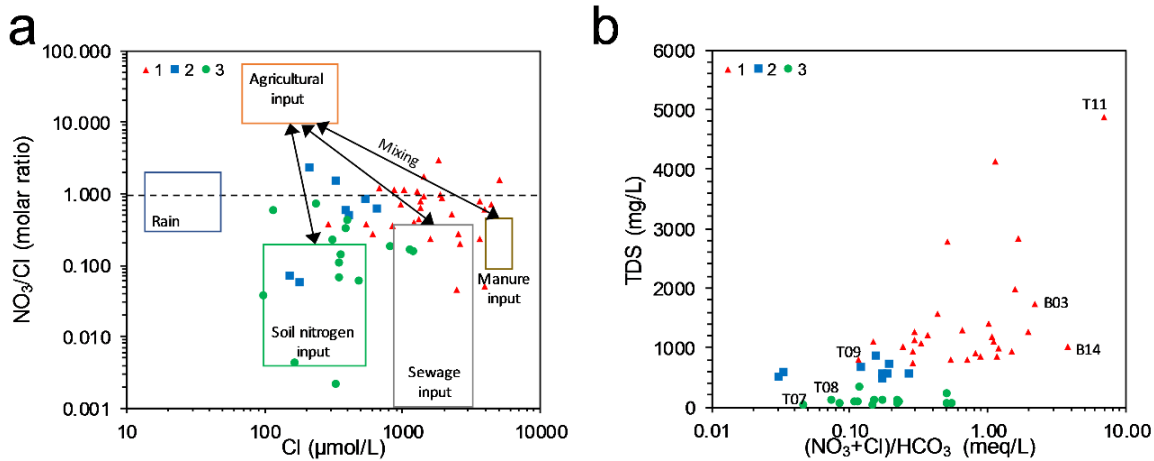 a
NO₃/Cl (molar ratio)
100.000
10.000
1.000
0.100
0.010
0.001
1 2 3
Agricultural
input
Mixing
Rain
Soil nitrogen
input
Sewage
input
Manure
input
10 100 1000 10000
Cl (µmol/L)
b
TDS (mg/L)
6000
5000
4000
3000
2000
1000
0
1 2 3
T11
B03
B14
T09
T08
T07
0.01 0.10 1.00 10.00
(NO₃+Cl)/HCO₃ (meq/L)